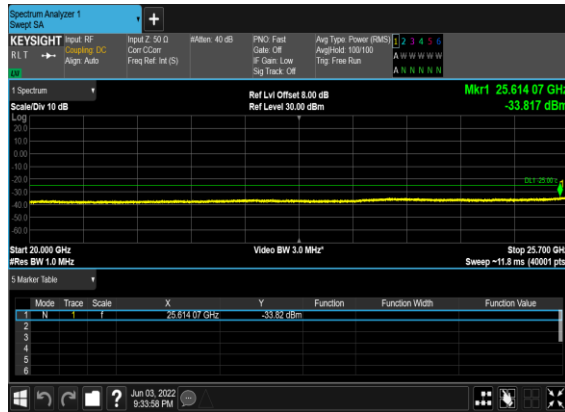 Spectrum Analyzer 1
Swept SA
+
KEYSIGHT Input: RF Input Z: 50 Ω #Atten: 40 dB PNO: Fast Avg Type: Power (RMS) 1 2 3 4 5 6
RLT Coupling: DC Corr CCorr Gate: Off Avg|Hold: 100/100 A W W W W W
Align: Auto Freq Ref: Int (S) IF Gain: Low Trig: Free Run
Sig Track: Off A N N N N N
1 Spectrum Ref Lvl Offset 8.00 dB Mkr1 25.614 07 GHz
Scale/Div 10 dB Ref Level 30.00 dBm -33.817 dBm
Log
20.0
10.0
0.00
-10.0
-20.0
DL1 -25.00
-30.0
-40.0
-50.0
-60.0
Start 20.000 GHz Video BW 3.0 MHz* Stop 25.700 GHz
#Res BW 1.0 MHz Sweep ~11.8 ms (40001 pts)
5 Marker Table
Mode Trace Scale X Y Function Function Width Function Value
1 N 1 f 25.614 07 GHz -33.82 dBm
2
3
4
5
6
? Jun 03, 2022
9:33:58 PM